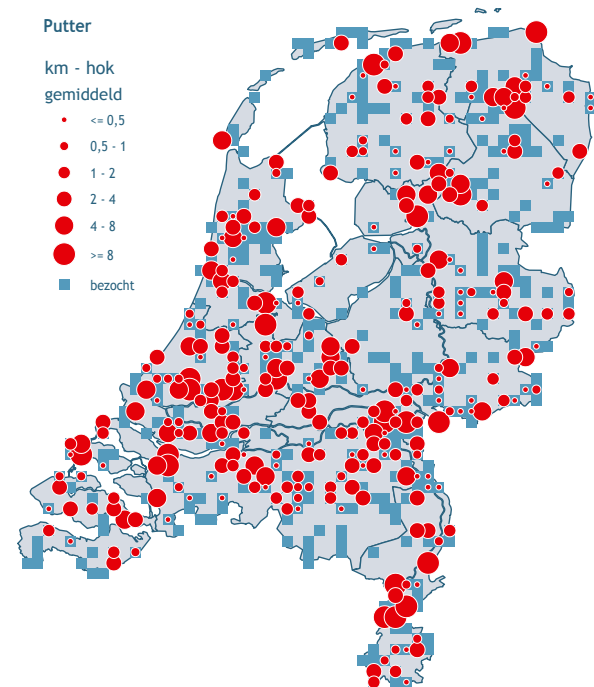 Putter
km - hok
gemiddeld
<= 0,5
0,5 - 1
1 - 2
2 - 4
4 - 8
>= 8
bezocht